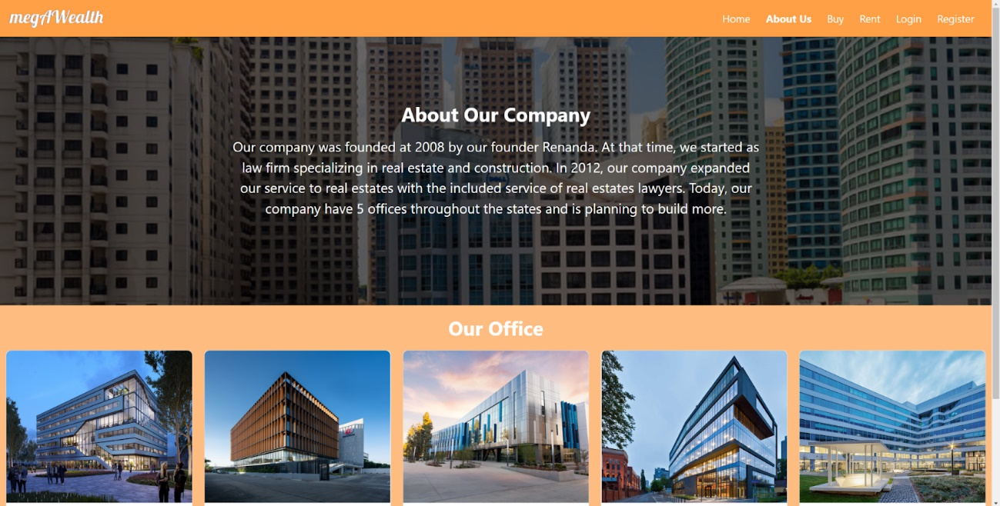 megAWealth
Home About Us Buy Rent Login Register
About Our Company
Our company was founded at 2008 by our founder Renanda. At that time, we started as
law firm specializing in real estate and construction. In 2012, our company expanded
our service to real estates with the included service of real estates lawyers. Today, our
company have 5 offices throughout the states and is planning to build more.
Our Office